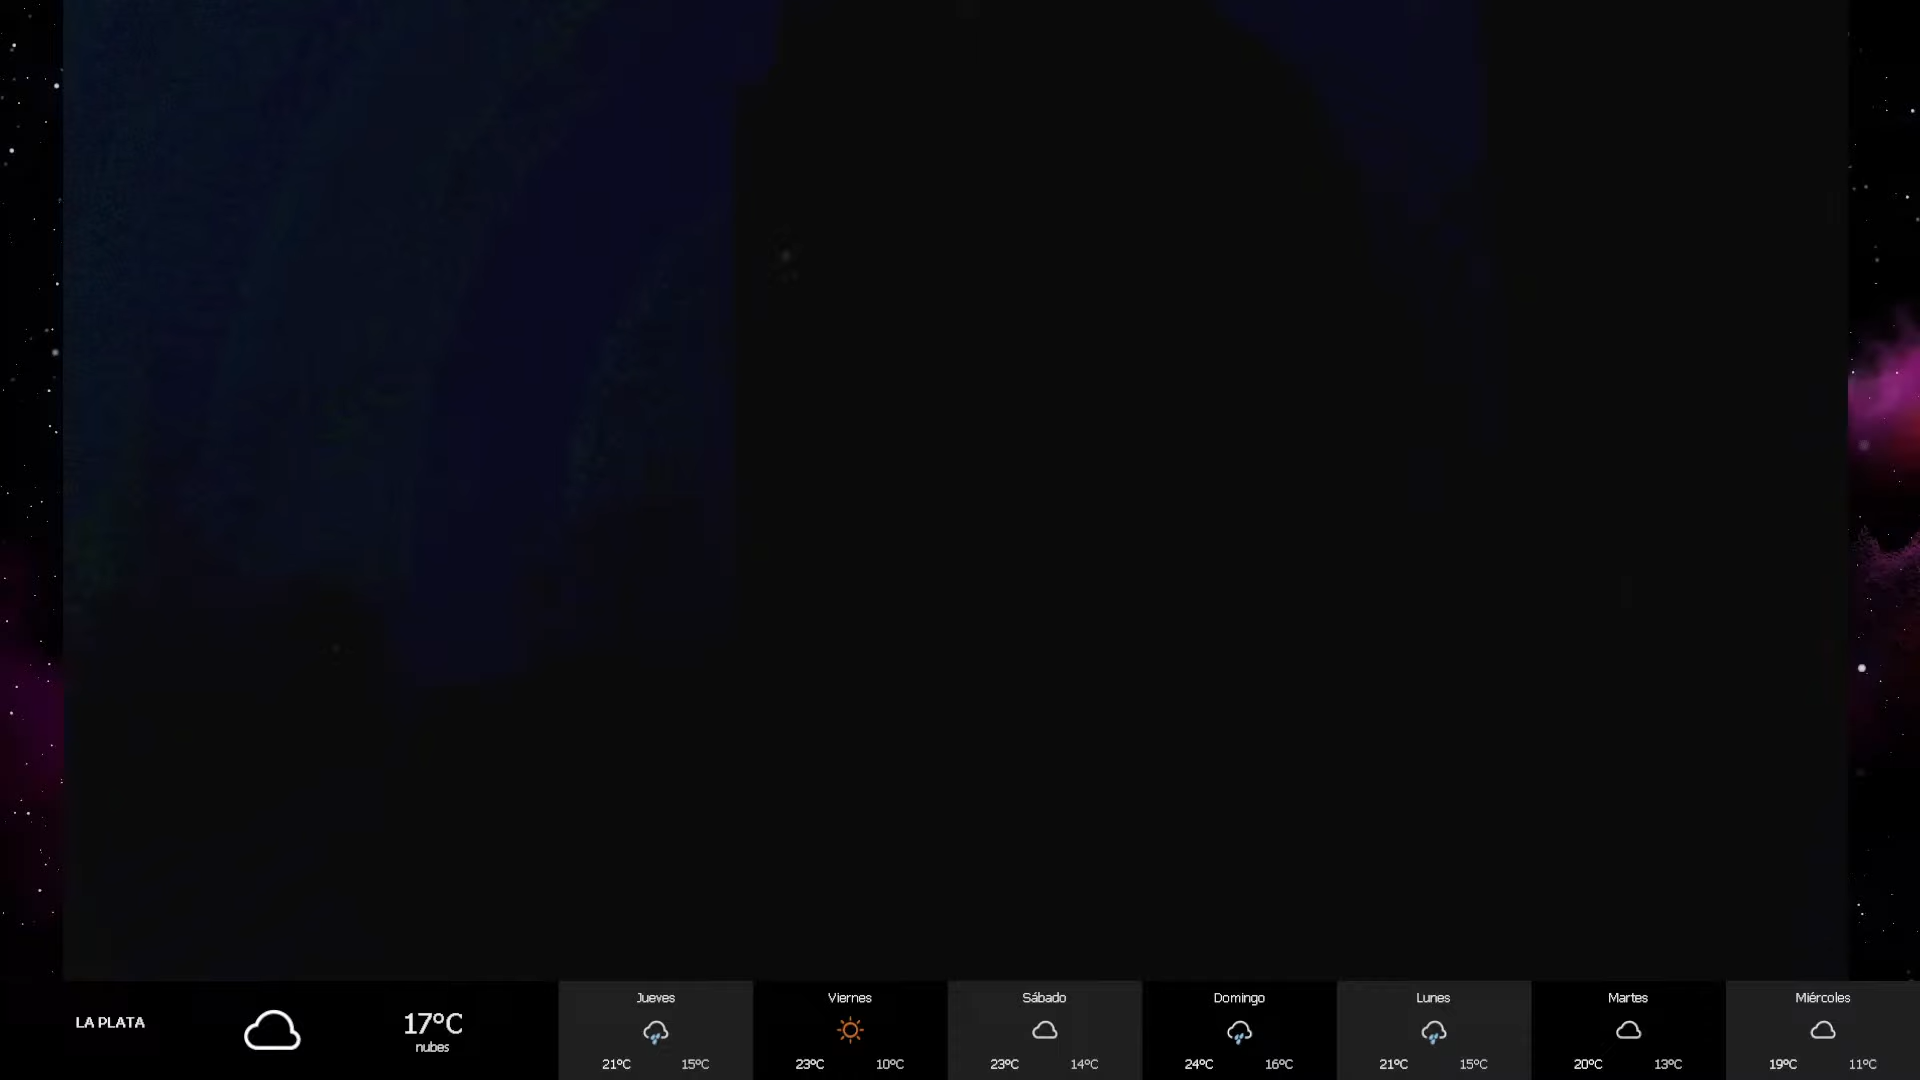 LA PLATA
17°C
nubes
Jueves
21°C 15°C
Viernes
23°C 10°C
Sábado
23°C 14°C
Domingo
24°C 16°C
Lunes
21°C 15°C
Martes
20°C 13°C
Miércoles
19°C 11°C